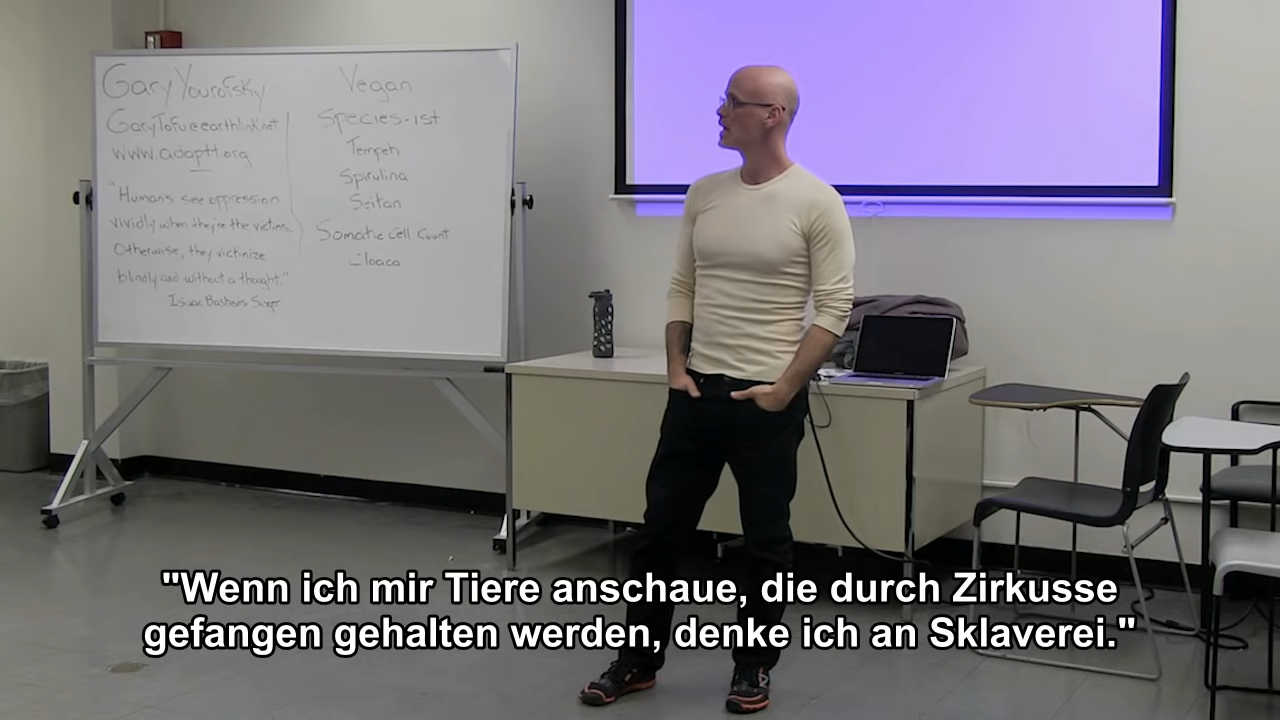 Gary Yourofsky
GaryTofu@earthlink.net
www.adaptt.org
"Humans see oppression
vividly when they're the victims.
Otherwise, they victimize
blindly and without a thought."
Isaac Bashevis Singer
Vegan
Species-ist
Tempeh
Spirulina
Seitan
Somatic Cell Count
Cloaca
"Wenn ich mir Tiere anschaue, die durch Zirkusse
gefangen gehalten werden, denke ich an Sklaverei."